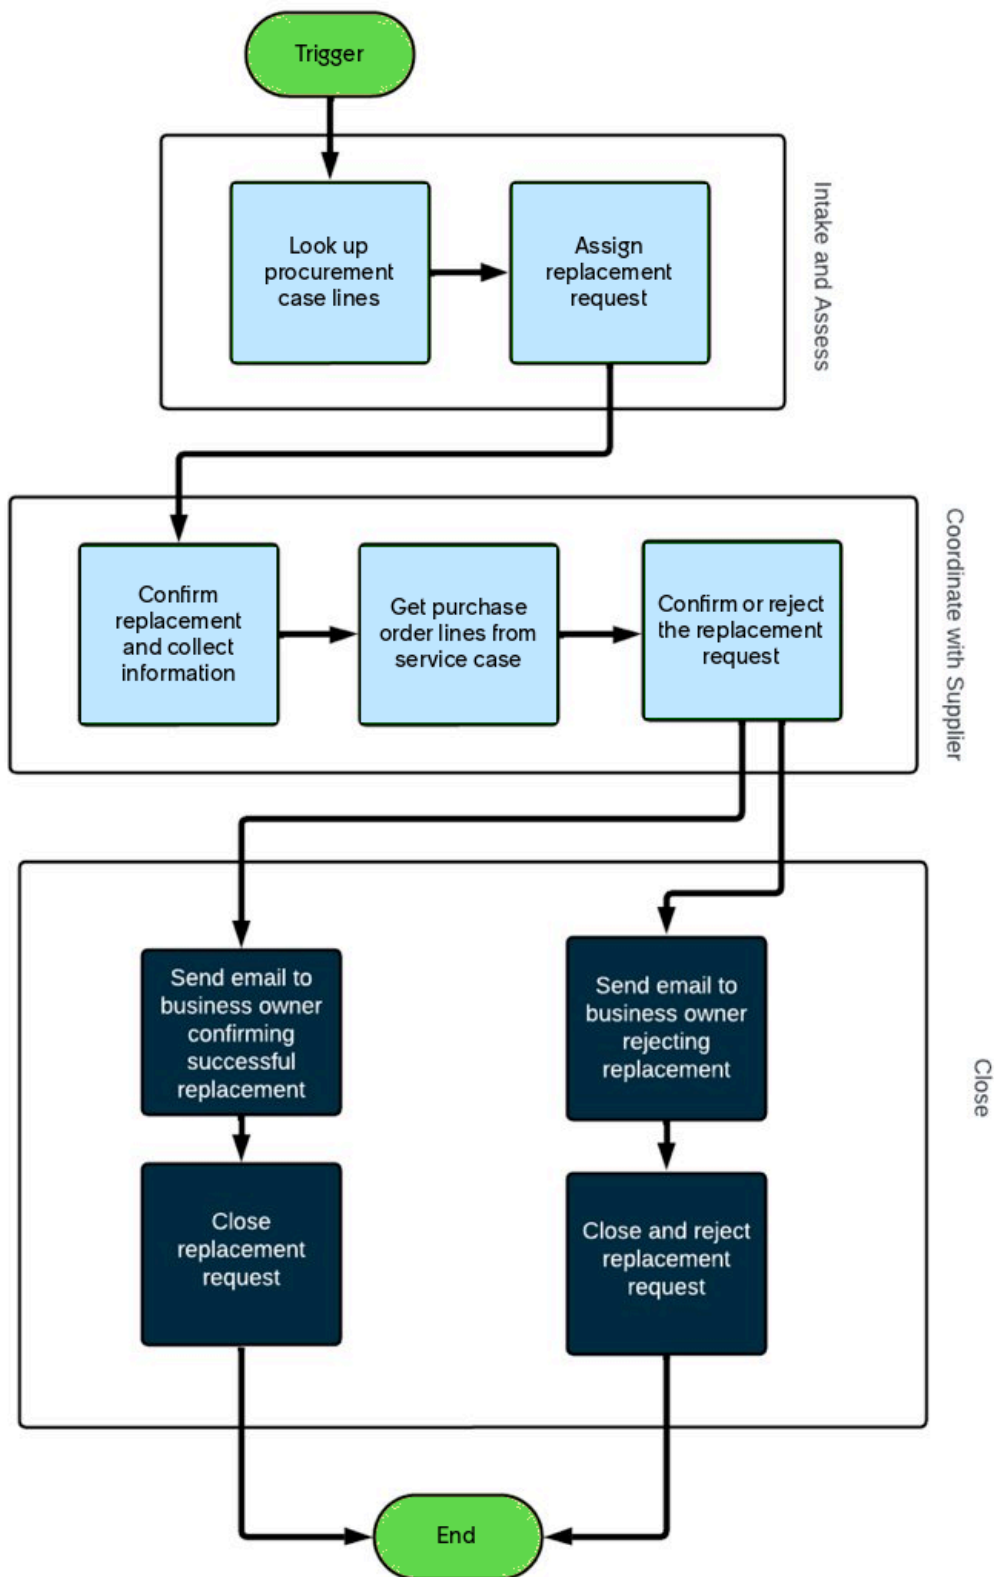 Trigger
Look up
procurement
case lines
Assign
replacement
request
Intake and Assess
Confirm
replacement
and collect
information
Get purchase
order lines from
service case
Confirm or reject
the replacement
request
Coordinate with Supplier
Send email to
business owner
confirming
successful
replacement
Send email to
business owner
rejecting
replacement
Close
replacement
request
Close and reject
replacement
request
Close
End